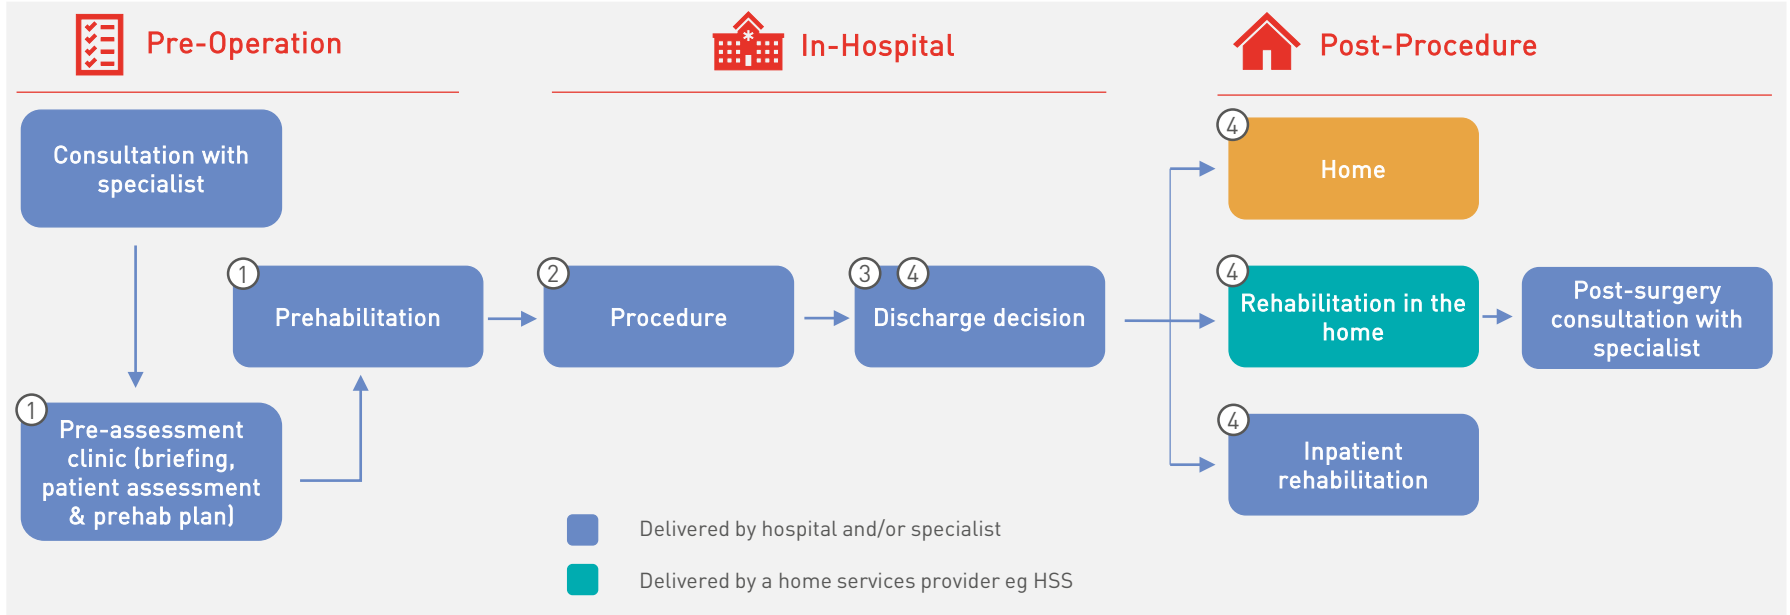 Pre-Operation
In-Hospital
Post-Procedure
Consultation with
specialist
1
Pre-assessment
clinic (briefing,
patient assessment
& prehab plan)
1
Prehabilitation
2
Procedure
3
4
Discharge decision
4
Home
4
Rehabilitation in the
home
4
Inpatient
rehabilitation
Post-surgery
consultation with
specialist
Delivered by hospital and/or specialist
Delivered by a home services provider eg HSS